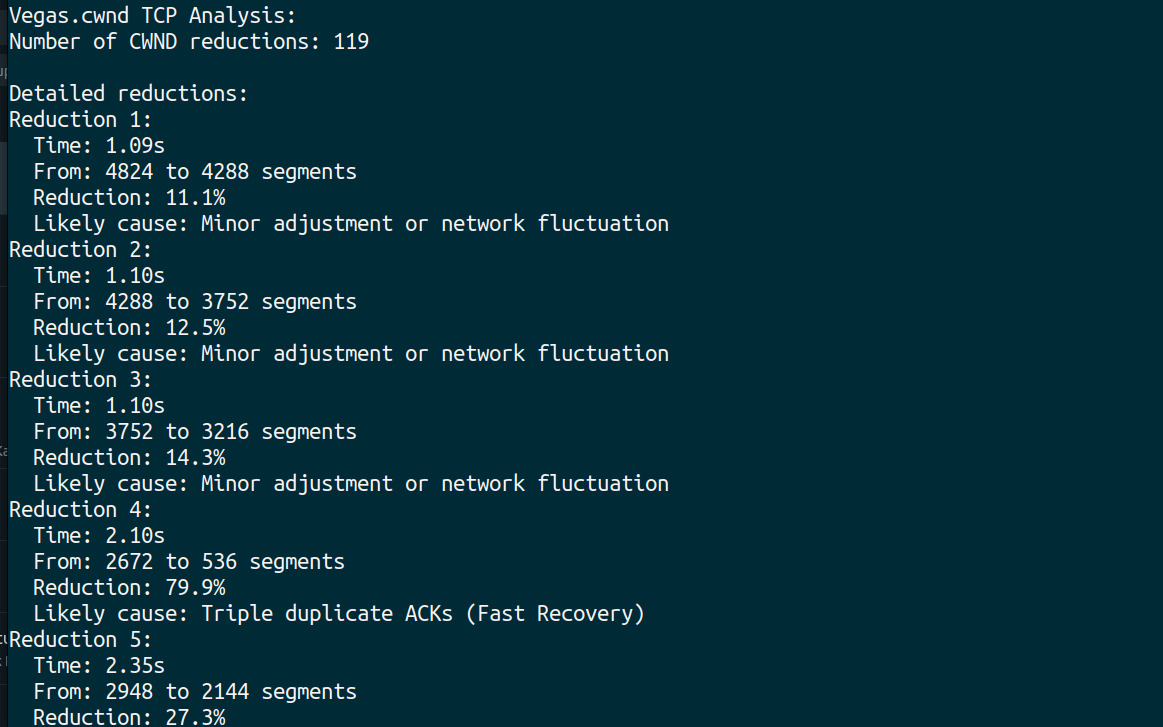 Vegas.cwnd TCP Analysis:
Number of CWND reductions: 119
Detailed reductions:
Reduction 1:
Time: 1.09s
From: 4824 to 4288 segments
Reduction: 11.1%
Likely cause: Minor adjustment or network fluctuation
Reduction 2:
Time: 1.10s
From: 4288 to 3752 segments
Reduction: 12.5%
Likely cause: Minor adjustment or network fluctuation
Reduction 3:
Time: 1.10s
From: 3752 to 3216 segments
Reduction: 14.3%
Likely cause: Minor adjustment or network fluctuation
Reduction 4:
Time: 2.10s
From: 2672 to 536 segments
Reduction: 79.9%
Likely cause: Triple duplicate ACKs (Fast Recovery)
Reduction 5:
Time: 2.35s
From: 2948 to 2144 segments
Reduction: 27.3%